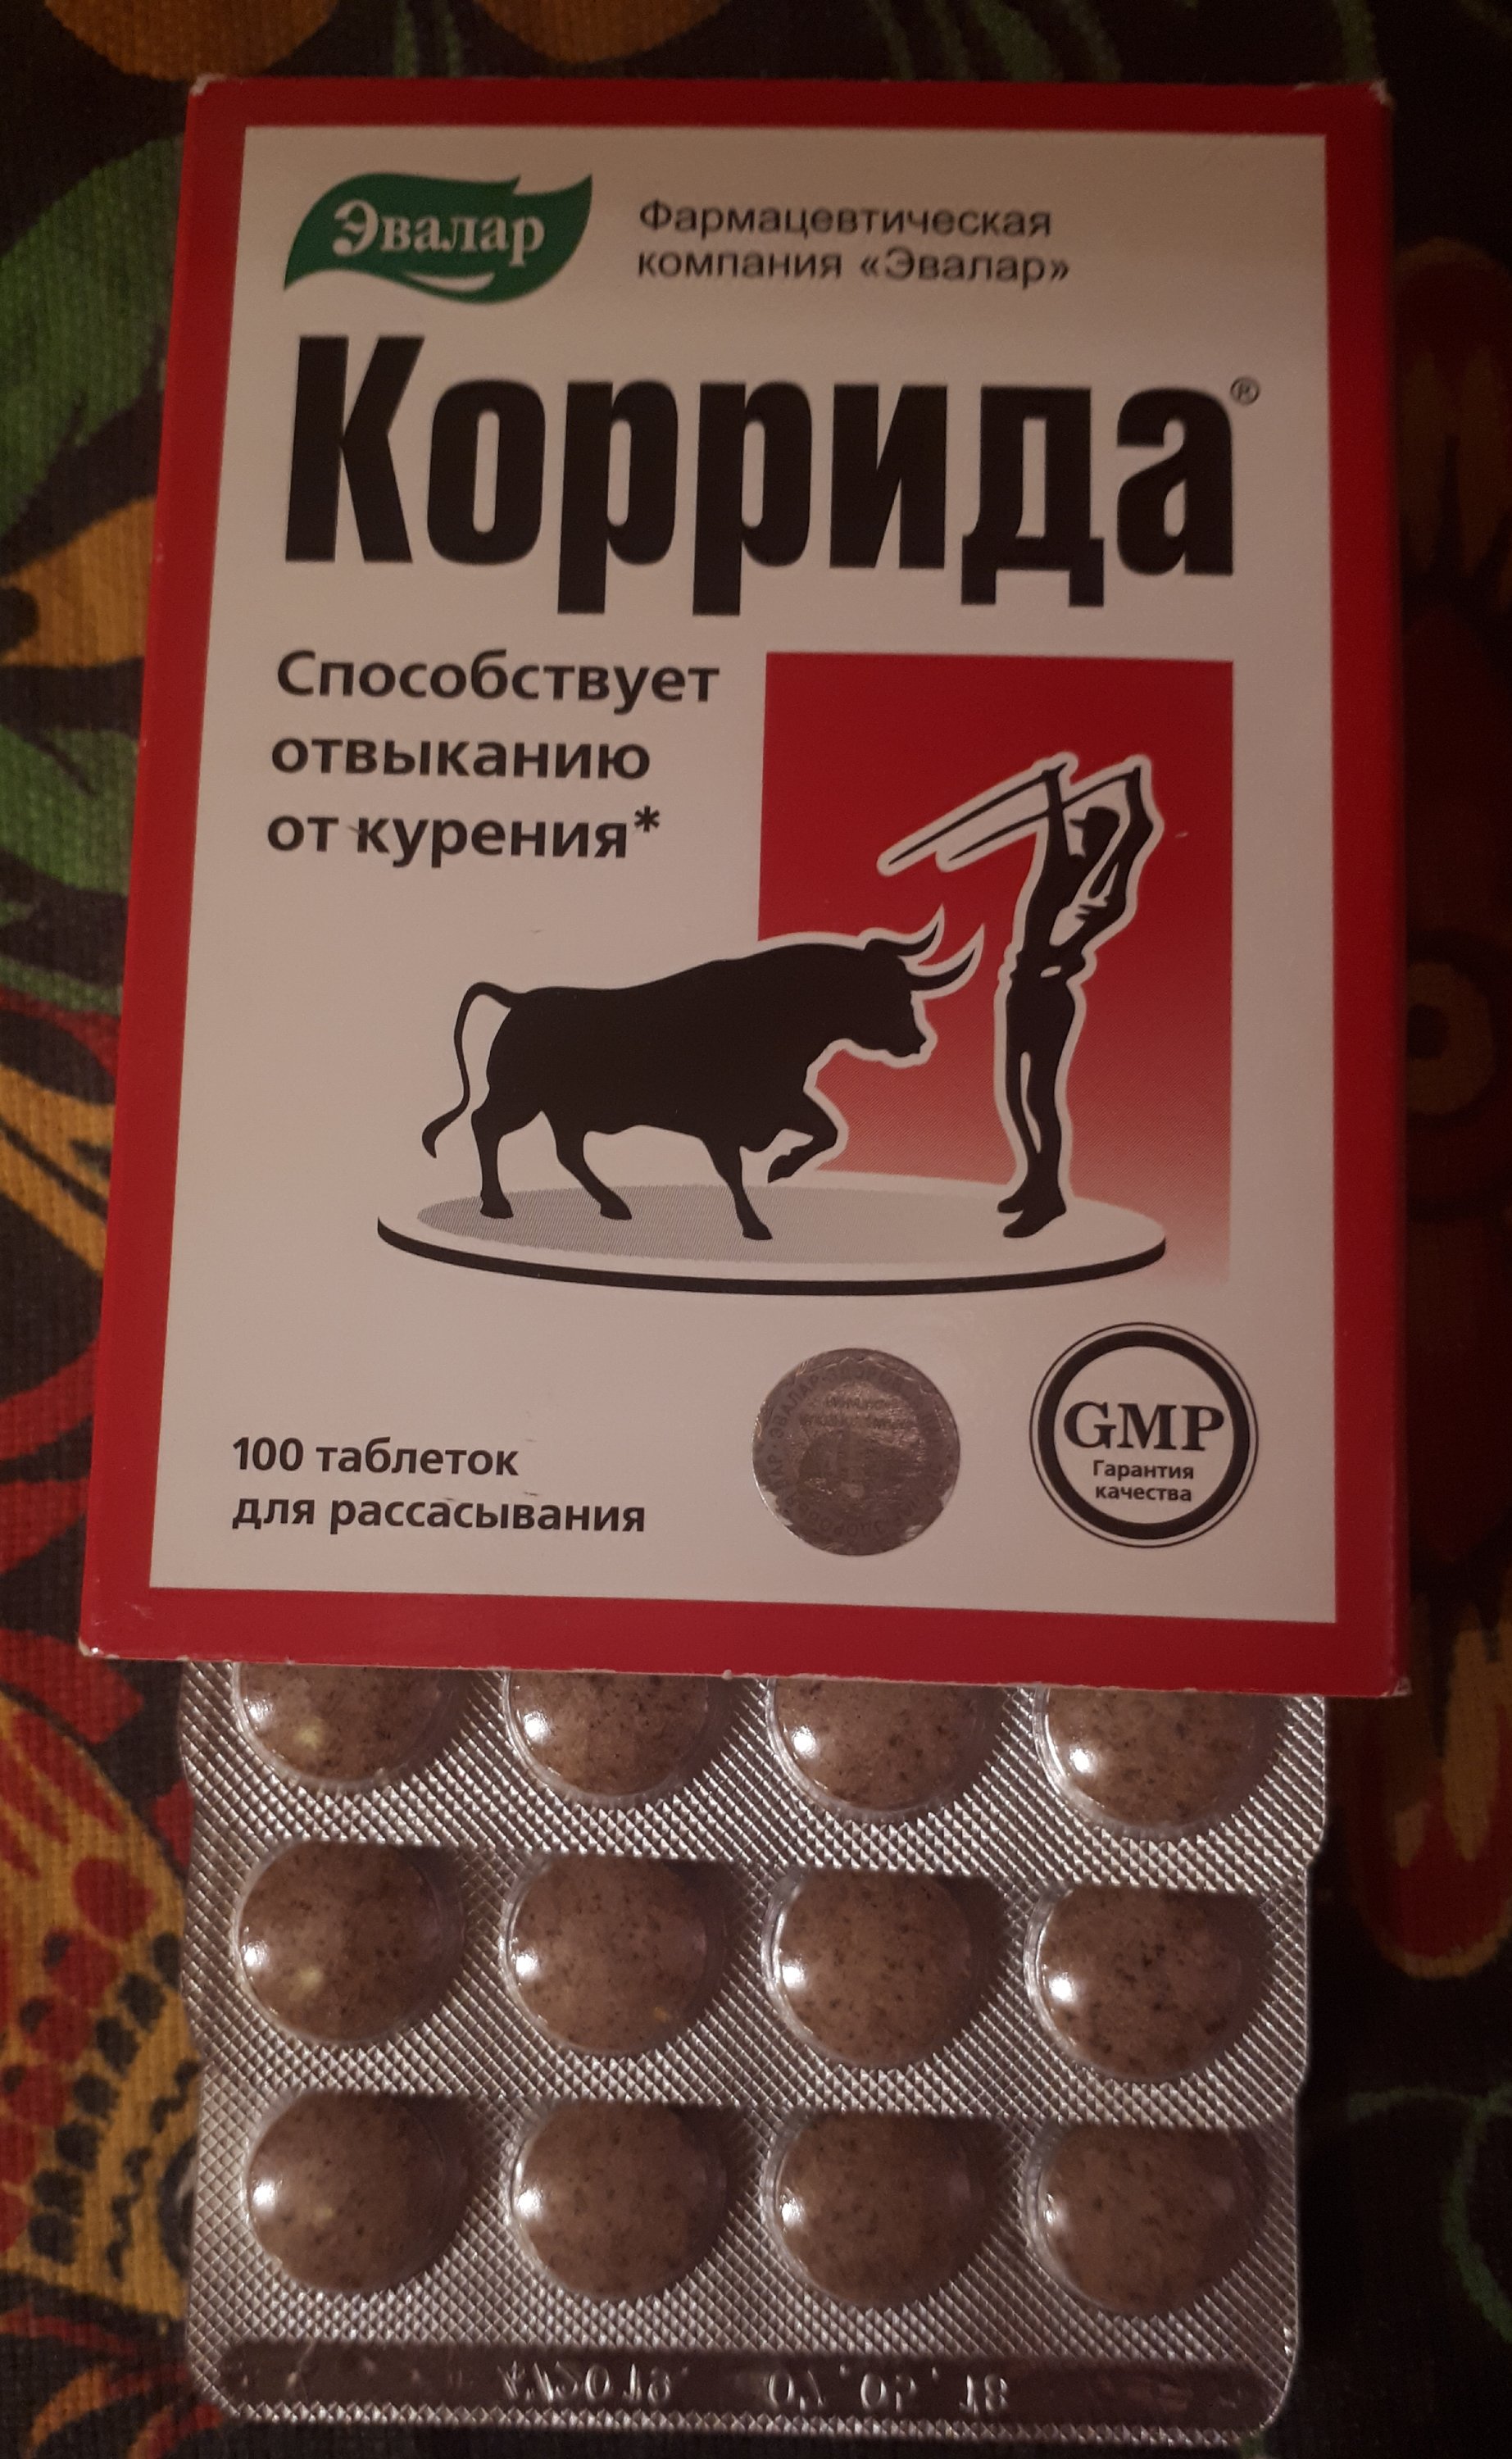 Эвалар
Фармацевтическая
компания «Эвалар»
Коррида®
Способствует
отвыканию
от курения*
100 таблеток
для рассасывания
GMP
Гарантия
качества